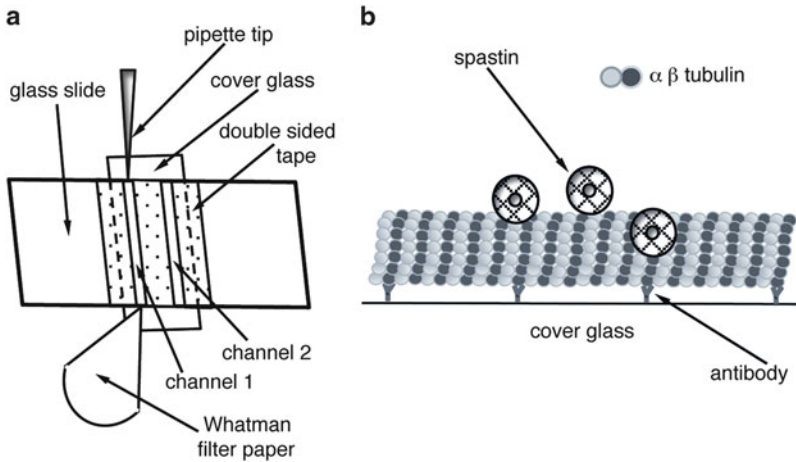 a
pipette tip
cover glass
glass slide
double sided
tape
channel 2
channel 1
Whatman
filter paper
b
spastin
α β tubulin
cover glass
antibody